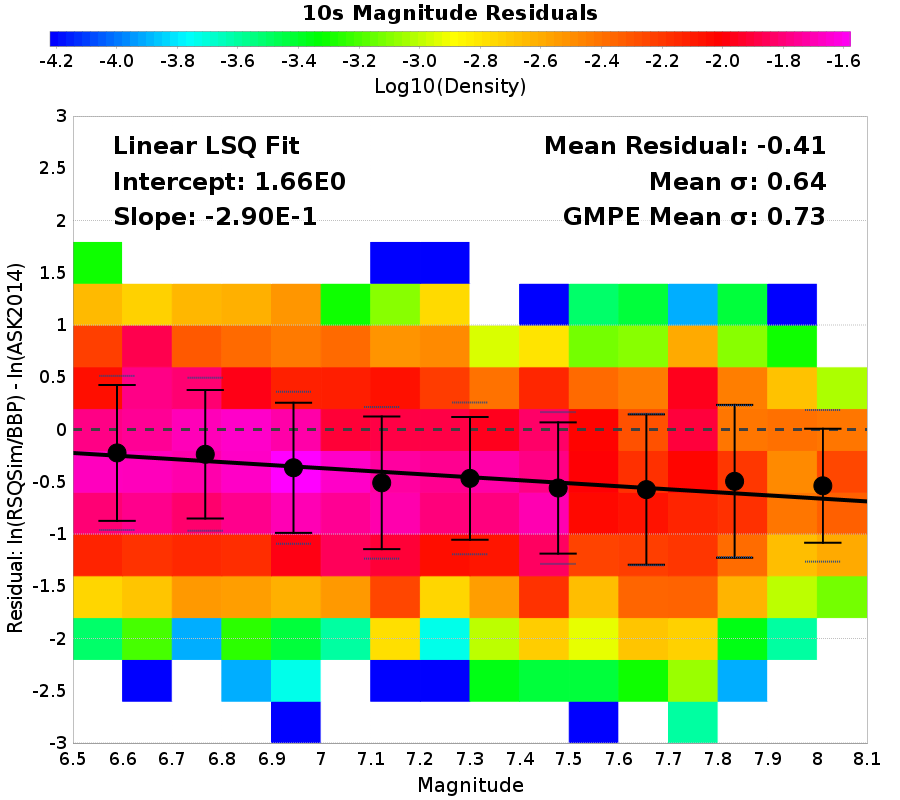 10s Magnitude Residuals
-4.2 -4.0 -3.8 -3.6 -3.4 -3.2 -3.0 -2.8 -2.6 -2.4 -2.2 -2.0 -1.8 -1.6
Log10(Density)
Linear LSQ Fit
Intercept: 1.66E0
Slope: -2.90E-1
Mean Residual: -0.41
Mean σ: 0.64
GMPE Mean σ: 0.73
Residual: ln(RSQSim/BBP) - ln(ASK2014)
3
2.5
2
1.5
1
0.5
0
-0.5
-1
-1.5
-2
-2.5
-3
6.5 6.6 6.7 6.8 6.9 7 7.1 7.2 7.3 7.4 7.5 7.6 7.7 7.8 7.9 8 8.1
Magnitude